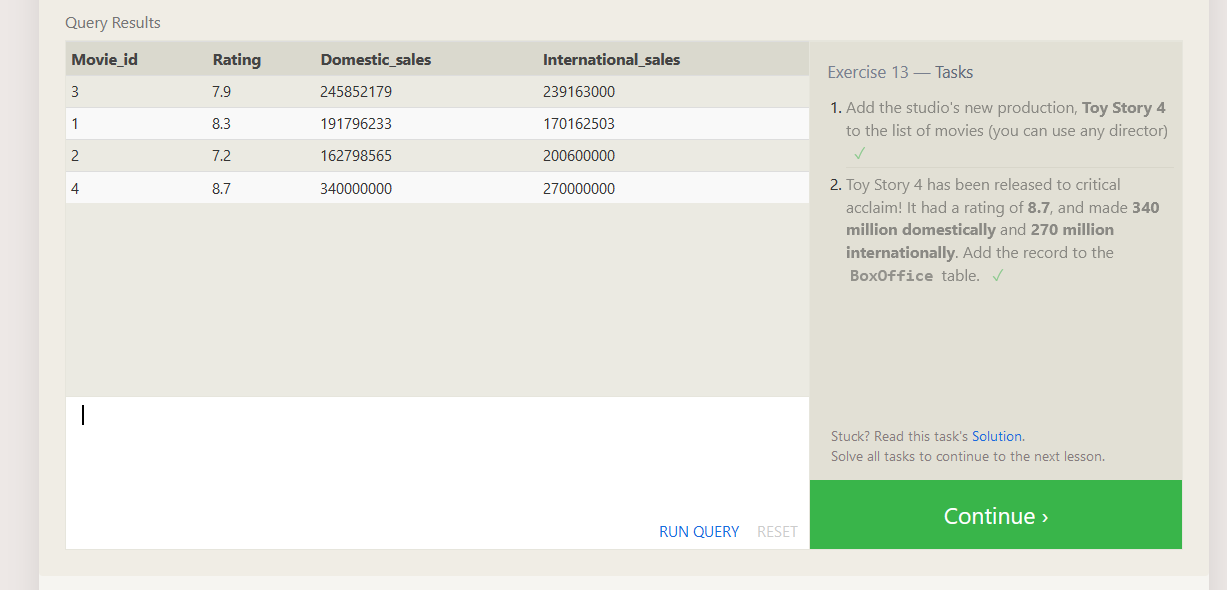 Query Results
Movie_id Rating Domestic_sales International_sales
3 7.9 245852179 239163000
1 8.3 191796233 170162503
2 7.2 162798565 200600000
4 8.7 340000000 270000000
RUN QUERY RESET
Exercise 13 — Tasks
1. Add the studio's new production, Toy Story 4
to the list of movies (you can use any director)
✓
2. Toy Story 4 has been released to critical
acclaim! It had a rating of 8.7, and made 340
million domestically and 270 million
internationally. Add the record to the
BoxOffice table. ✓
Stuck? Read this task's Solution.
Solve all tasks to continue to the next lesson.
Continue ›